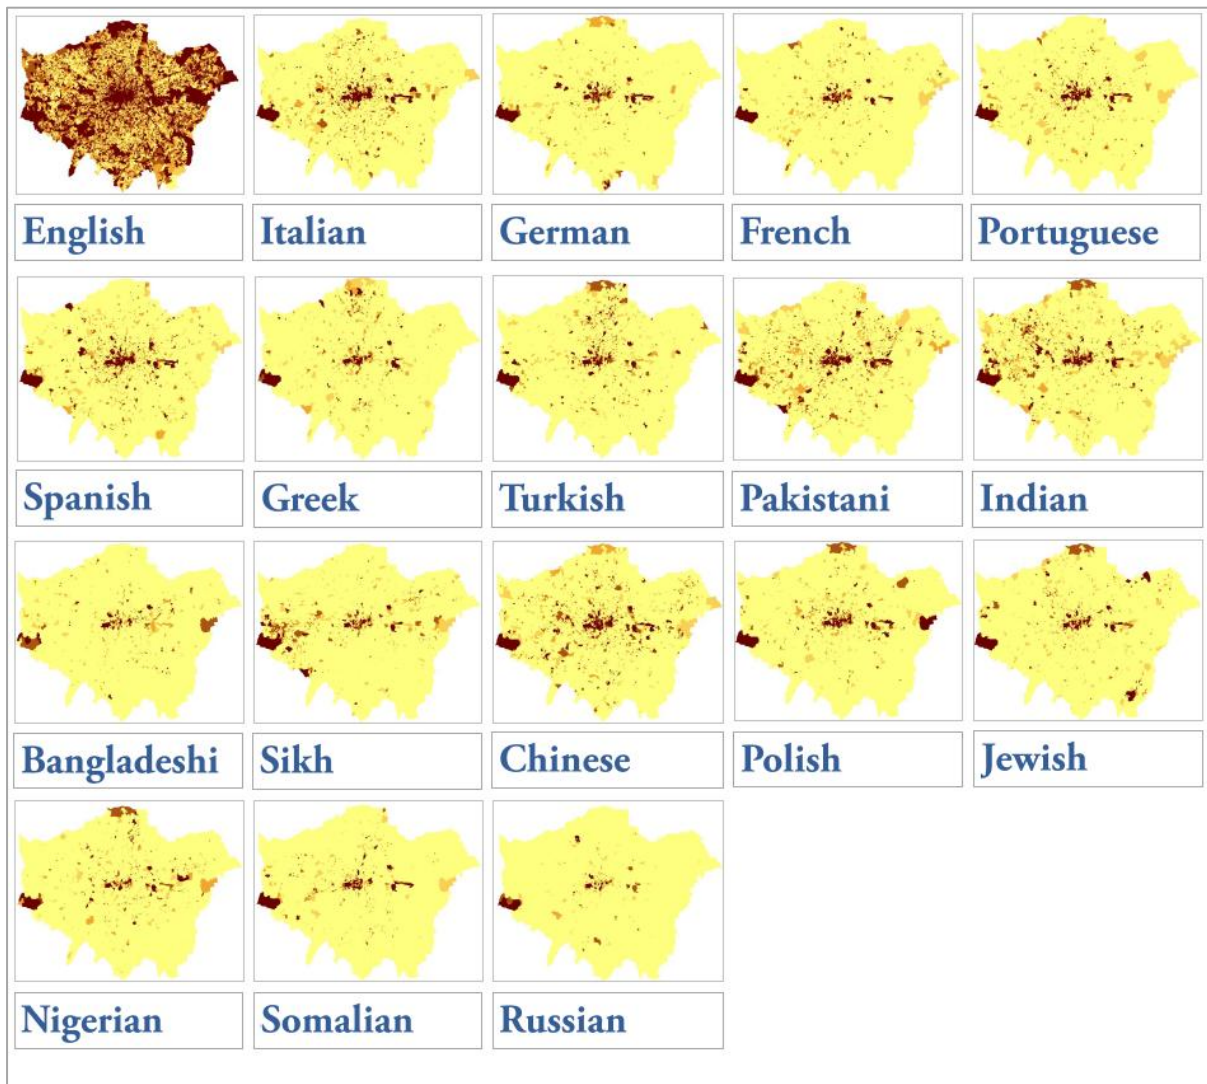 English
Italian
German
French
Portuguese
Spanish
Greek
Turkish
Pakistani
Indian
Bangladeshi
Sikh
Chinese
Polish
Jewish
Nigerian
Somalian
Russian